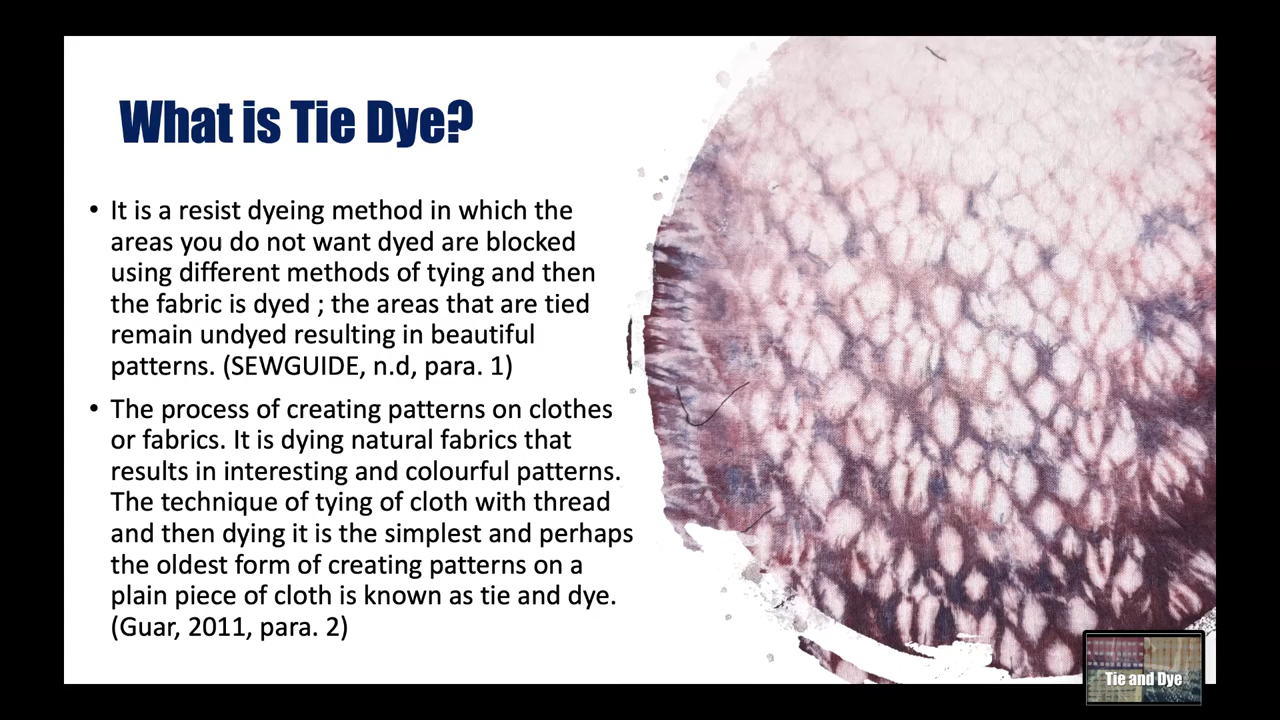 What is Tie Dye?
• It is a resist dyeing method in which the
areas you do not want dyed are blocked
using different methods of tying and then
the fabric is dyed ; the areas that are tied
remain undyed resulting in beautiful
patterns. (SEWGUIDE, n.d, para. 1)
• The process of creating patterns on clothes
or fabrics. It is dying natural fabrics that
results in interesting and colourful patterns.
The technique of tying of cloth with thread
and then dying it is the simplest and perhaps
the oldest form of creating patterns on a
plain piece of cloth is known as tie and dye.
(Guar, 2011, para. 2)
Tie and Dye